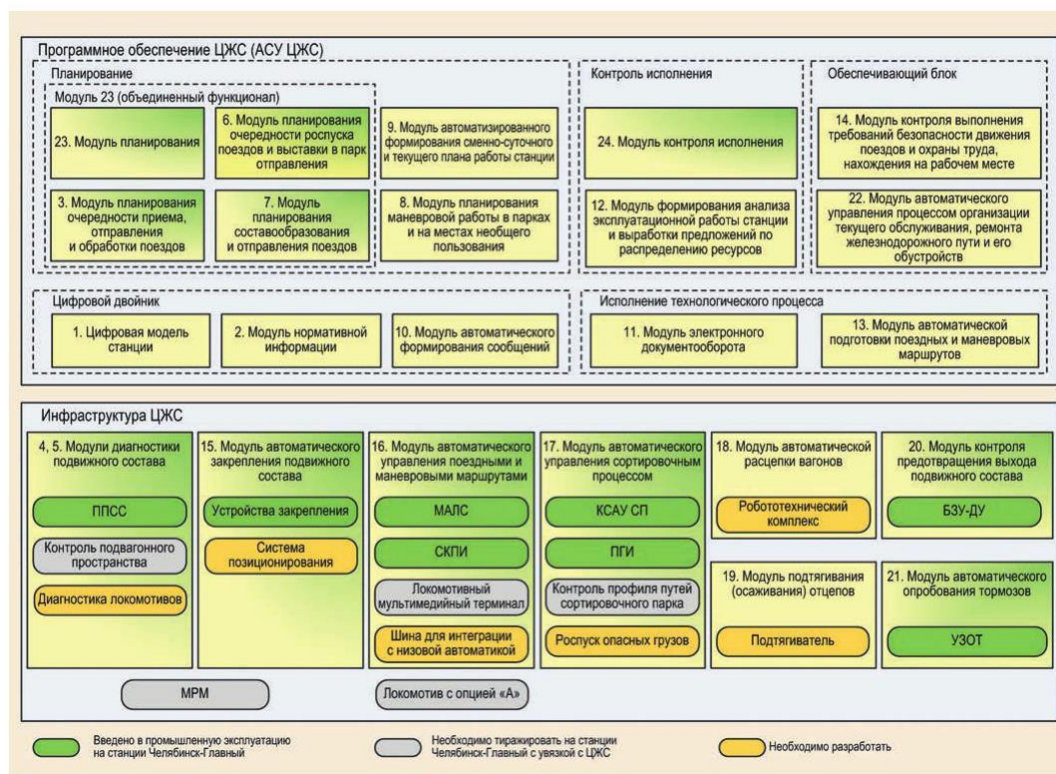 Программное обеспечение ЦЖС (АСУ ЦЖС)
Планирование
Модуль 23 (объединенный функционал)
23. Модуль планирования
6. Модуль планирования
очередности роспуска
поездов и выставки в парк
отправления
9. Модуль автоматизированного
формирования сменно-суточного
и текущего плана работы станции
3. Модуль планирования
очередности приема,
отправления
и обработки поездов
7. Модуль
планирования
составообразования
и отправления поездов
8. Модуль планирования
маневровой работы в парках
и на местах необщего
пользования
Контроль исполнения
24. Модуль контроля исполнения
12. Модуль формирования анализа
эксплуатационной работы станции
и выработки предложений по
распределению ресурсов
Обеспечивающий блок
14. Модуль контроля выполнения
требований безопасности движения
поездов и охраны труда,
нахождения на рабочем месте
22. Модуль автоматического
управления процессом организации
текущего обслуживания, ремонта
железнодорожного пути и его
обустройств
Цифровой двойник
1. Цифровая модель
станции
2. Модуль нормативной
информации
10. Модуль автоматического
формирования сообщений
Исполнение технологического процесса
11. Модуль электронного
документооборота
13. Модуль автоматической
подготовки поездных и маневровых
маршрутов
Инфраструктура ЦЖС
4, 5. Модули диагностики
подвижного состава
ППСС
Контроль подвагонного
пространства
Диагностика локомотивов
15. Модуль автоматического
закрепления подвижного
состава
Устройства закрепления
Система
позиционирования
16. Модуль автоматического
управления поездными и
маневровыми маршрутами
МАЛС
СКПИ
Локомотивный
мультимедийный терминал
Шина для интеграции
с низовой автоматикой
17. Модуль автоматического
управления сортировочным
процессом
КСАУ СП
ПГИ
Контроль профиля путей
сортировочного парка
Роспуск опасных грузов
18. Модуль автоматической
расцепки вагонов
Робототехнический
комплекс
19. Модуль подтягивания
(осаживания) отцепов
Подтягиватель
20. Модуль контроля
предотвращения выхода
подвижного состава
БЗУ-ДУ
21. Модуль автоматического
опробования тормозов
УЗОТ
МРМ
Локомотив с опцией «А»
Введено в промышленную эксплуатацию
на станции Челябинск-Главный
Необходимо тиражировать на станции
Челябинск-Главный с увязкой с ЦЖС
Необходимо разработать